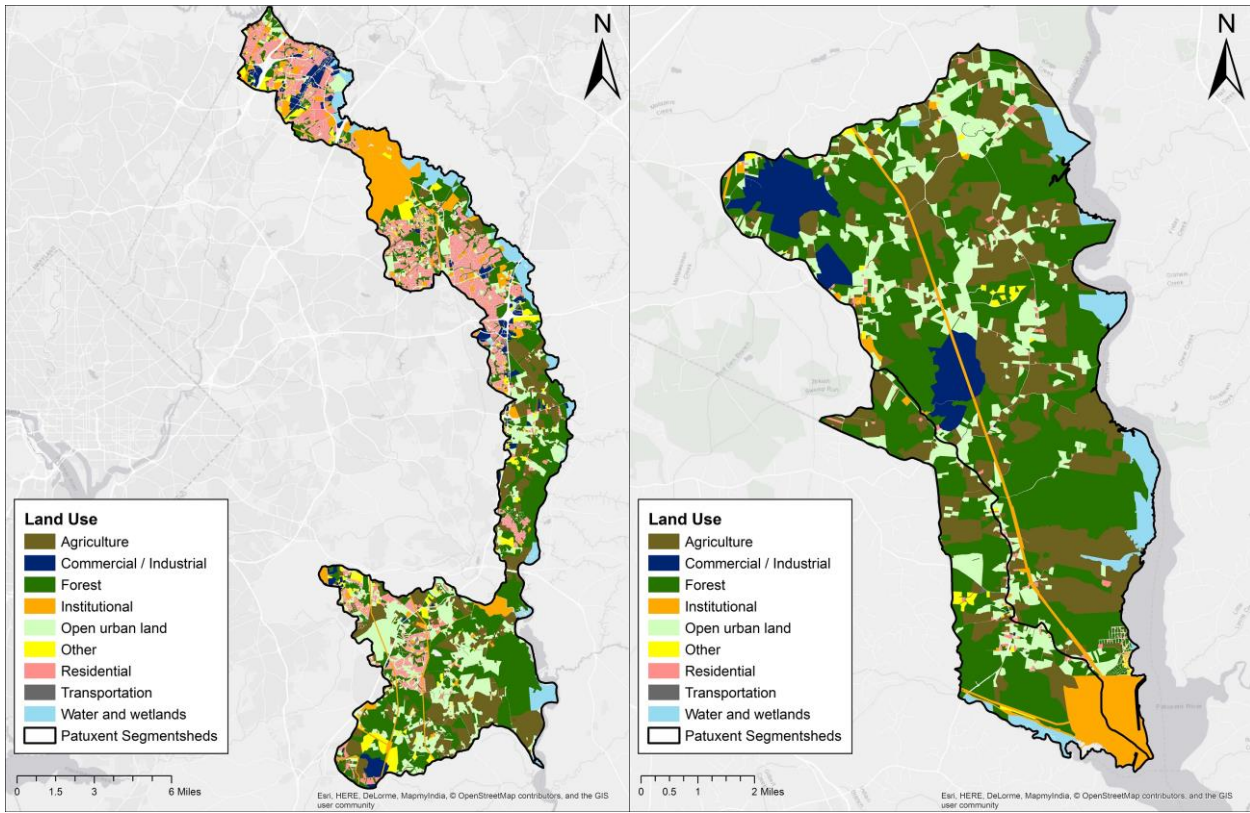 N
Land Use
Agriculture
Commercial / Industrial
Forest
Institutional
Open urban land
Other
Residential
Transportation
Water and wetlands
Patuxent Segmentsheds
0 1.5 3 6 Miles
Esri, HERE, DeLorme, MapmyIndia, © OpenStreetMap contributors, and the GIS
user community
N
Land Use
Agriculture
Commercial / Industrial
Forest
Institutional
Open urban land
Other
Residential
Transportation
Water and wetlands
Patuxent Segmentsheds
0 0.5 1 2 Miles
Esri, HERE, DeLorme, MapmyIndia, © OpenStreetMap contributors, and the GIS
user community
Patuxent River